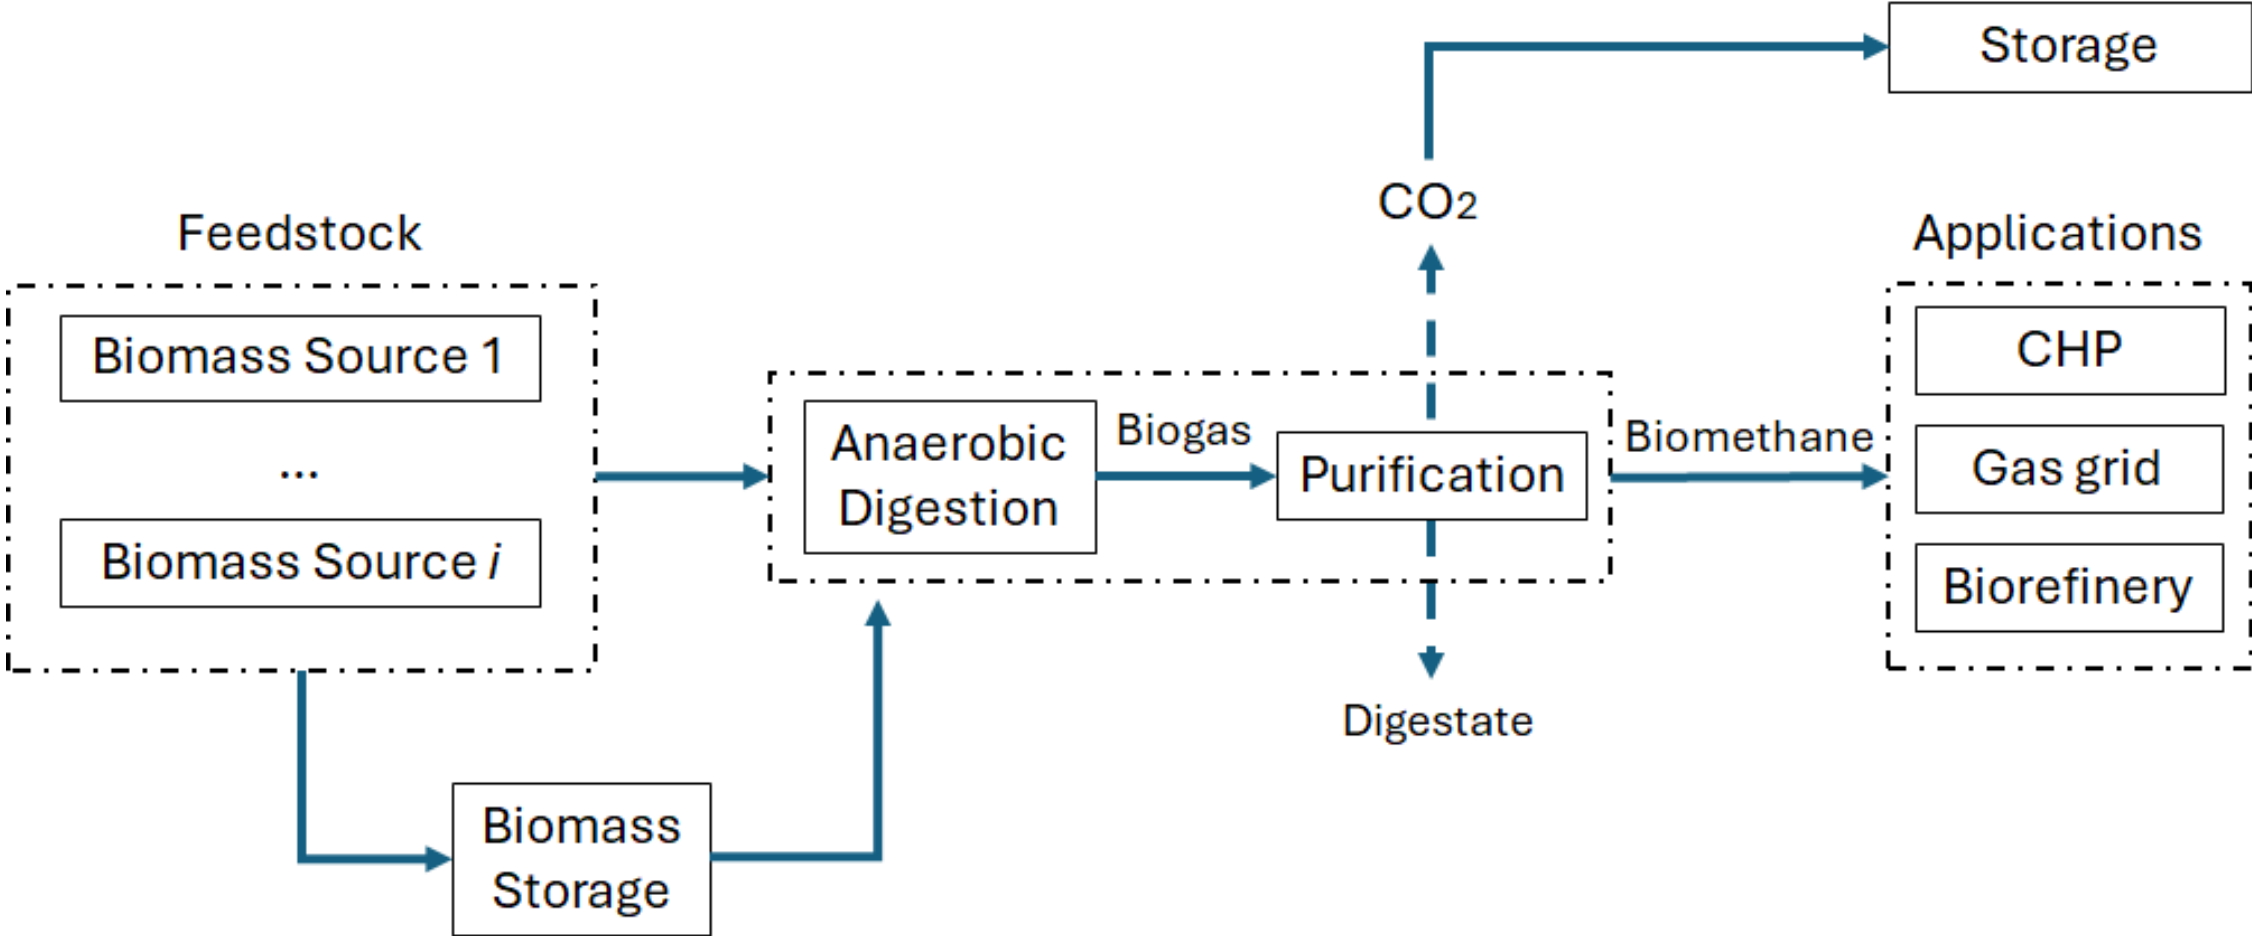 Storage
CO2
Feedstock
Applications
Biomass Source 1
CHP
...
Anaerobic
Digestion
Biogas
Purification
Biomethane
Gas grid
Biomass Source i
Biorefinery
Digestate
Biomass
Storage